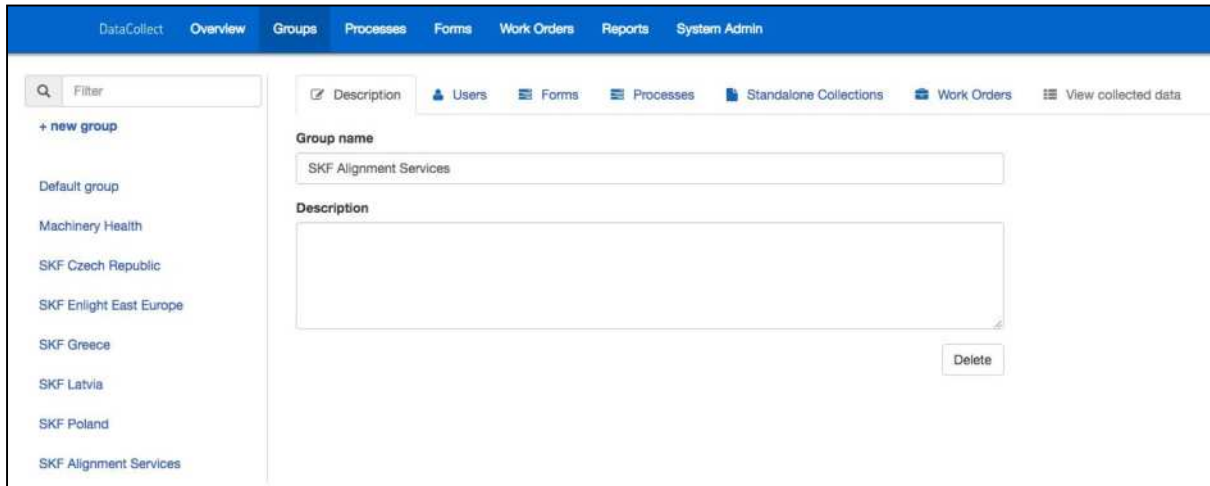 DataCollect Overview Groups Processes Forms Work Orders Reports System Admin
Filter
+ new group
Default group
Machinery Health
SKF Czech Republic
SKF Enlight East Europe
SKF Greece
SKF Latvia
SKF Poland
SKF Alignment Services
Description Users Forms Processes Standalone Collections Work Orders View collected data
Group name
SKF Alignment Services
Description
Delete